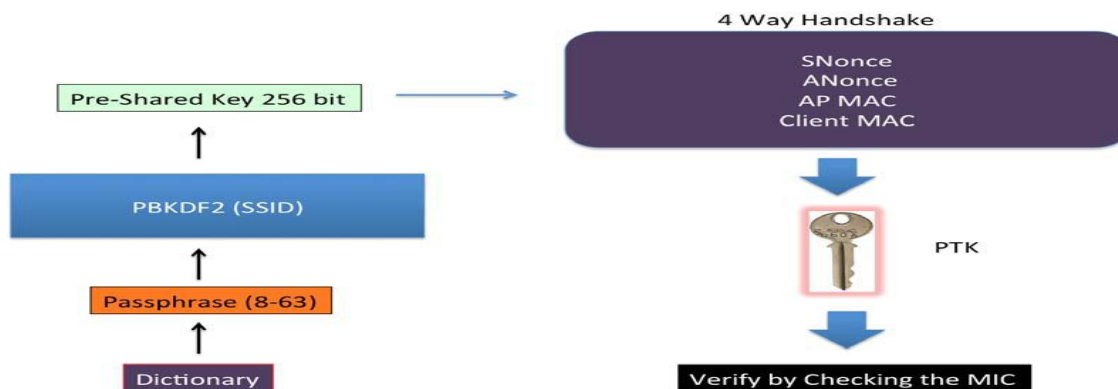 4 Way Handshake
SNonce
ANonce
AP MAC
Client MAC
Pre-Shared Key 256 bit
PBKDF2 (SSID)
PTK
Passphrase (8-63)
Dictionary
Verify by Checking the MIC